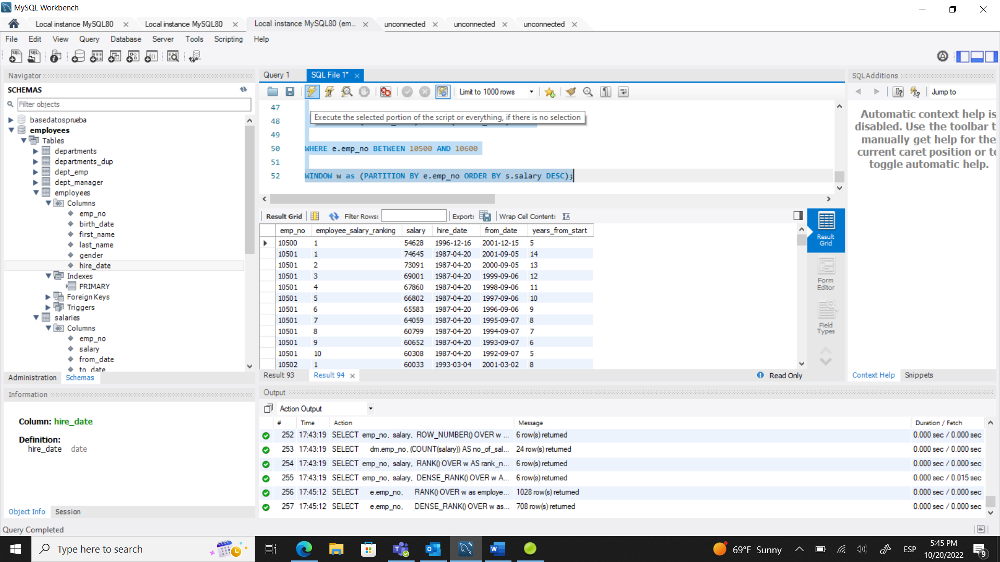 MySQL Workbench
Local instance MySQL80
Local instance MySQL80
Local instance MySQL80 (em...
unconnected
unconnected
unconnected
File Edit View Query Database Server Tools Scripting Help
Navigator
SCHEMAS
Filter objects
basedatosprueba
employees
Tables
departments
departments_dup
dept_emp
dept_manager
employees
Columns
emp_no
birth_date
first_name
last_name
gender
hire_date
Indexes
PRIMARY
Foreign Keys
Triggers
salaries
Columns
emp_no
salary
from_date
to_date
Administration Schemas
Information
Column: hire_date
Definition:
hire_date date
Object Info Session
Query Completed
Query 1 SQL File 1*
Limit to 1000 rows
47
Execute the selected portion of the script or everything, if there is no selection
48
49
50 WHERE e.emp_no BETWEEN 10500 AND 10600
51
52 WINDOW w as (PARTITION BY e.emp_no ORDER BY s.salary DESC);
Result Grid Filter Rows: Export: Wrap Cell Content:
emp_no employee_salary_ranking salary hire_date from_date years_from_start
10500 1 54628 1996-12-16 2001-12-15 5
10501 1 74645 1987-04-20 2001-09-05 14
10501 2 73091 1987-04-20 2000-09-05 13
10501 3 69001 1987-04-20 1999-09-06 12
10501 4 67860 1987-04-20 1998-09-06 11
10501 5 66802 1987-04-20 1997-09-06 10
10501 6 65583 1987-04-20 1996-09-06 9
10501 7 64059 1987-04-20 1995-09-07 8
10501 8 60799 1987-04-20 1994-09-07 7
10501 9 60652 1987-04-20 1993-09-07 6
10501 10 60308 1987-04-20 1992-09-07 5
10502 1 60033 1993-03-04 2001-03-02 8
Result Grid
Form Editor
Field Types
Result 93 Result 94
Read Only
SQLAdditions
Jump to
Automatic context help is
disabled. Use the toolbar t
manually get help for the
current caret position or to
toggle automatic help.
Context Help Snippets
Output
Action Output
# Time Action Message Duration / Fetch
252 17:43:19 SELECT emp_no, salary, ROW_NUMBER() OVER w ... 6 row(s) returned 0.000 sec / 0.000 sec
253 17:43:19 SELECT dm.emp_no, (COUNT(salary)) AS no_of_sal... 24 row(s) returned 0.000 sec / 0.000 sec
254 17:43:19 SELECT emp_no, salary, RANK() OVER w AS rank_n... 6 row(s) returned 0.000 sec / 0.000 sec
255 17:43:19 SELECT emp_no, salary, DENSE_RANK() OVER w A... 6 row(s) returned 0.000 sec / 0.015 sec
256 17:45:12 SELECT e.emp_no, RANK() OVER w as employe... 1028 row(s) returned 0.000 sec / 0.000 sec
257 17:45:12 SELECT e.emp_no, DENSE_RANK() OVER w as... 708 row(s) returned 0.000 sec / 0.000 sec
Type here to search
69°F Sunny
ESP
5:45 PM
10/20/2022
9